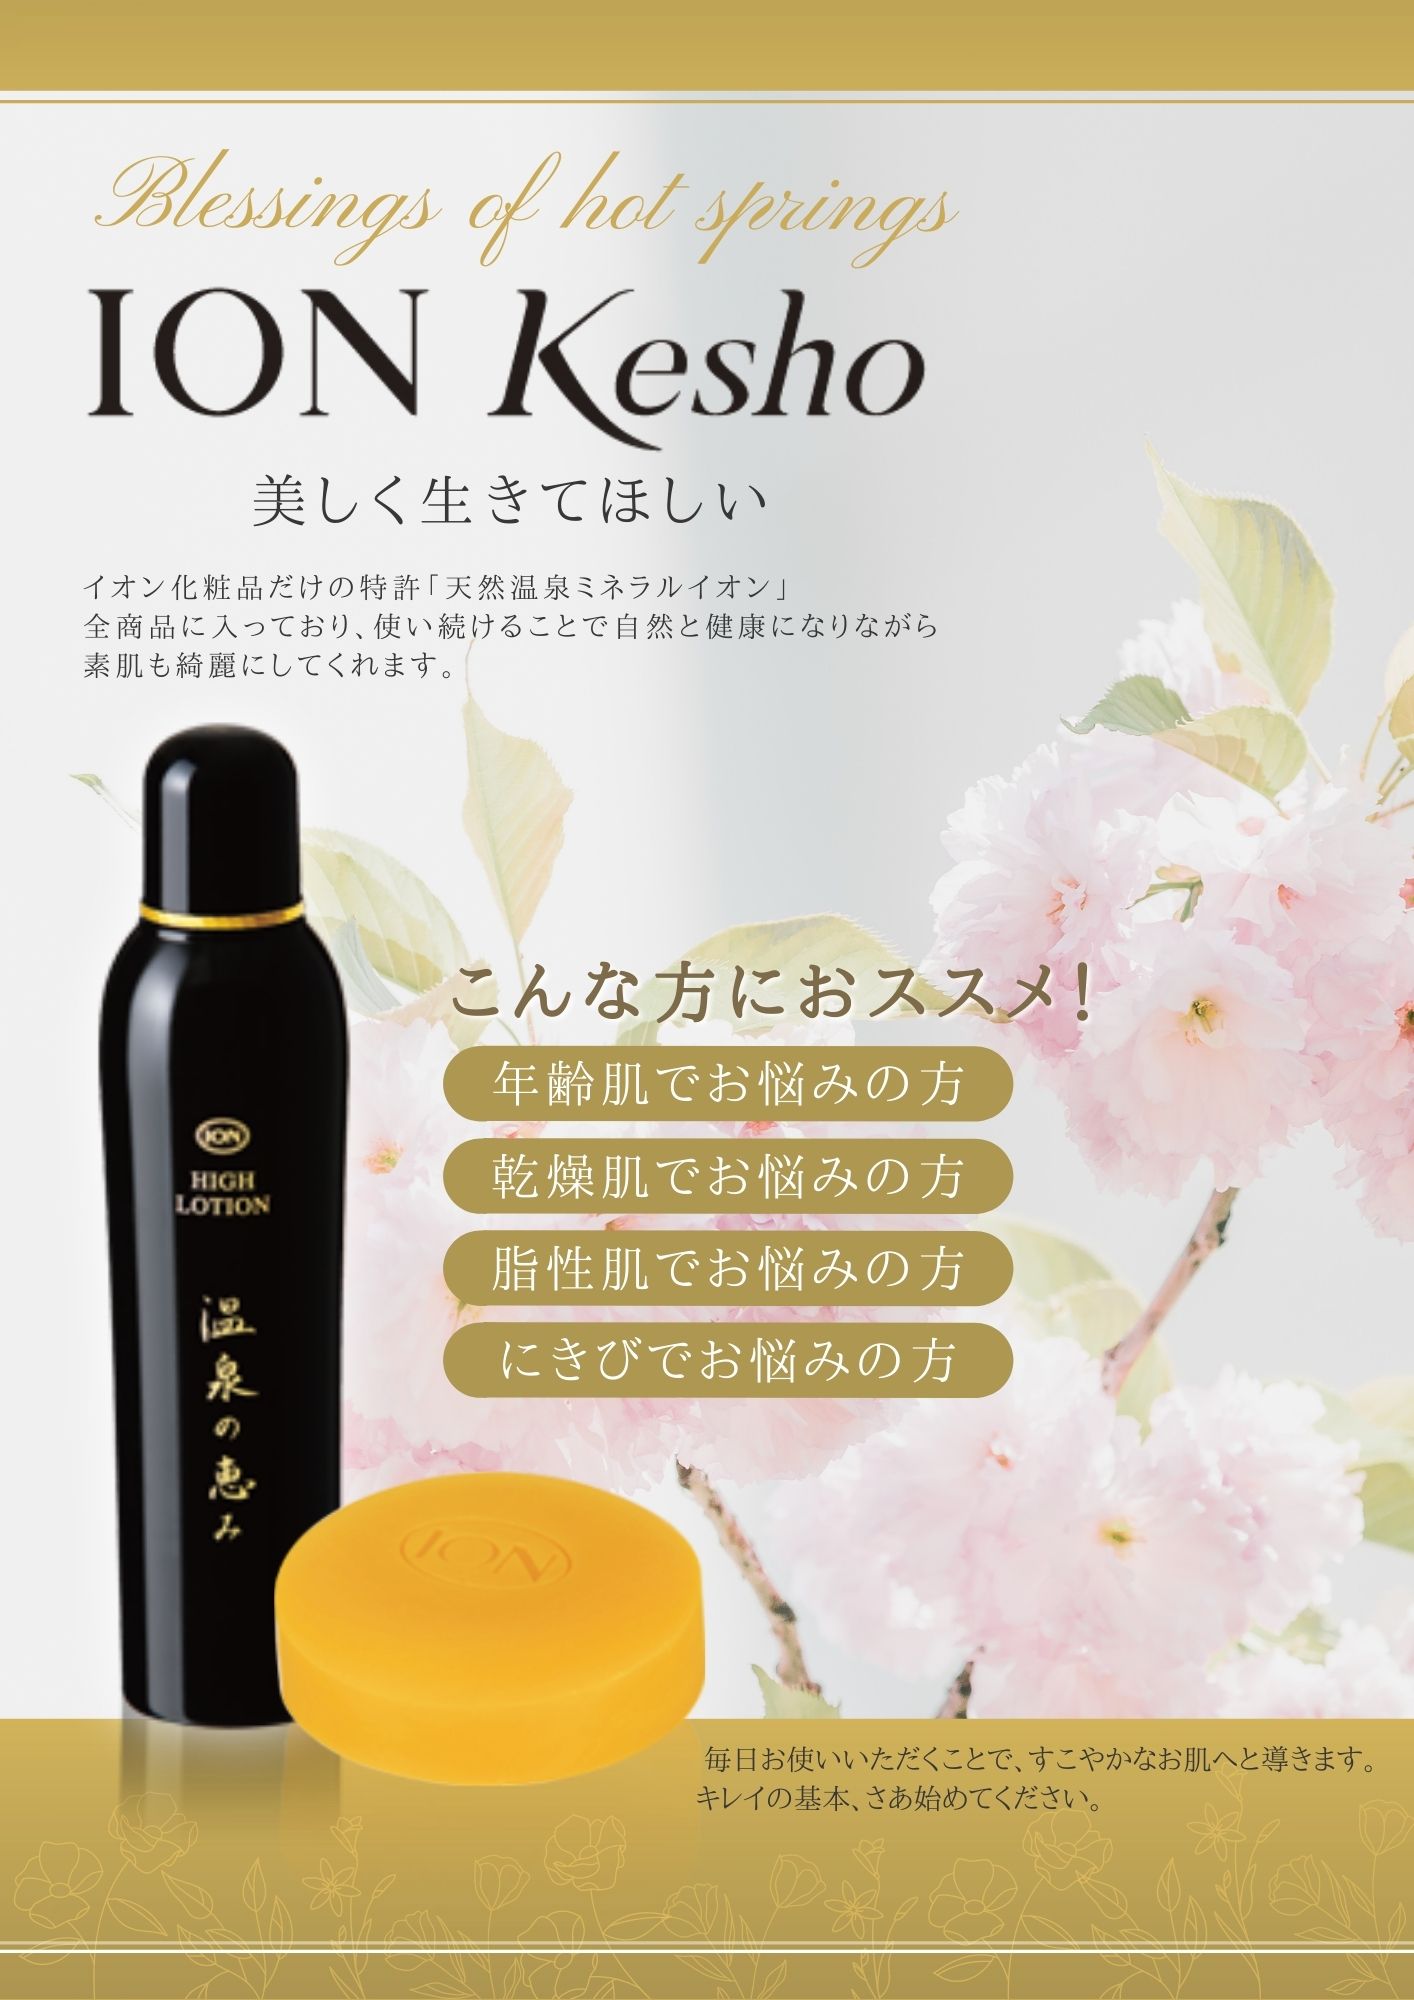 Blessings of hot springs
ION Kesho
美しく生きてほしい
イオン化粧品だけの特許「天然温泉ミネラルイオン」
全商品に入っており、使い続けることで自然と健康になりながら
素肌も綺麗にしてくれます。
こんな方におススメ！
年齢肌でお悩みの方
乾燥肌でお悩みの方
脂性肌でお悩みの方
にきびでお悩みの方
ION
HIGH
LOTION
温泉の恵み
ION
毎日お使いいただくことで、すこやかなお肌へと導きます。
キレイの基本、さあ始めてください。